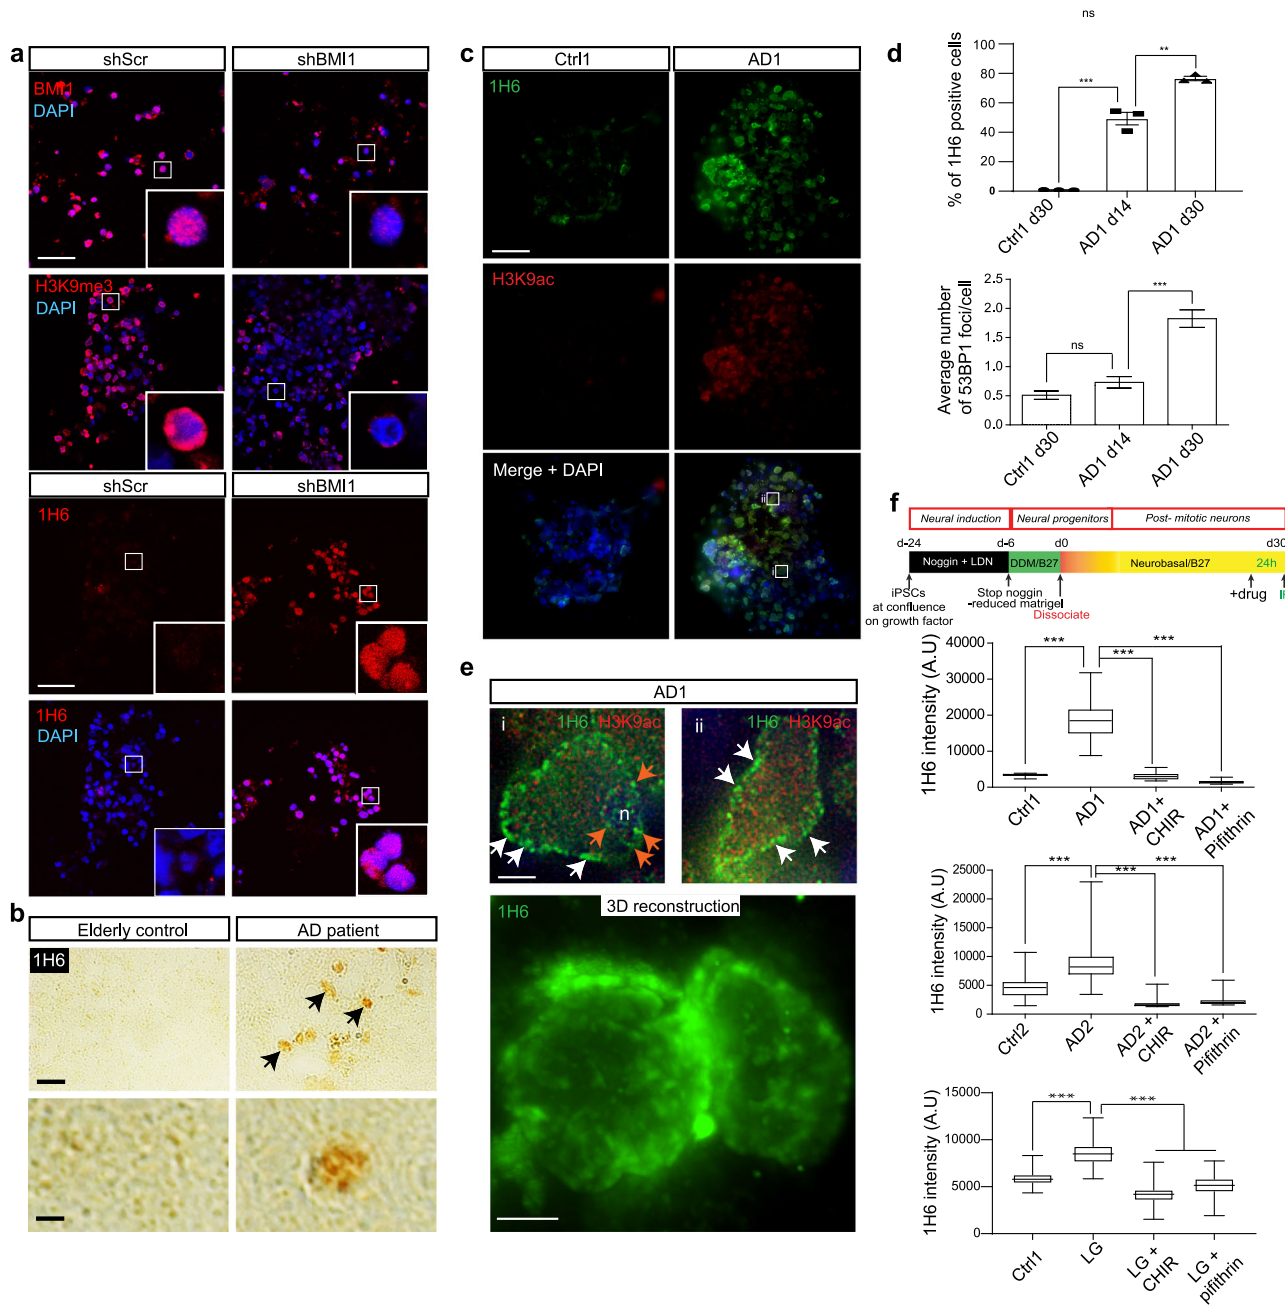 a
shScr
shBMI1
BMI1
DAPI
H3K9me3
DAPI
shScr
shBMI1
1H6
1H6
DAPI
b
Elderly control
AD patient
1H6
c
Ctrl1
AD1
1H6
H3K9ac
Merge + DAPI
ii
i
d
ns
% of 1H6 positive cells
100
80
60
40
20
0
***
**
Ctrl1 d30
AD1 d14
AD1 d30
Average number
of 53BP1 foci/cell
2.5
2.0
1.5
1.0
0.5
0.0
ns
***
Ctrl1 d30
AD1 d14
AD1 d30
e
AD1
i
1H6
H3K9ac
n
ii
1H6
H3K9ac
1H6
3D reconstruction
f
Neural induction
Neural progenitors
Post- mitotic neurons
d-24
d-6
d0
d30
Noggin + LDN
DDM/B27
Neurobasal/B27
24h
iPSCs
at confluence
on growth factor
Stop noggin
-reduced matrigel
Dissociate
+drug
1H6 intensity (A.U)
40000
30000
20000
10000
0
***
***
***
Ctrl1
AD1
AD1+
CHIR
AD1+
Pifithrin
1H6 intensity (A.U)
25000
20000
15000
10000
5000
0
***
***
***
Ctrl2
AD2
AD2 +
CHIR
AD2 +
Pifithrin
1H6 intensity (A.U)
15000
10000
5000
0
***
***
Ctrl1
LG
LG +
CHIR
LG +
pifithrin